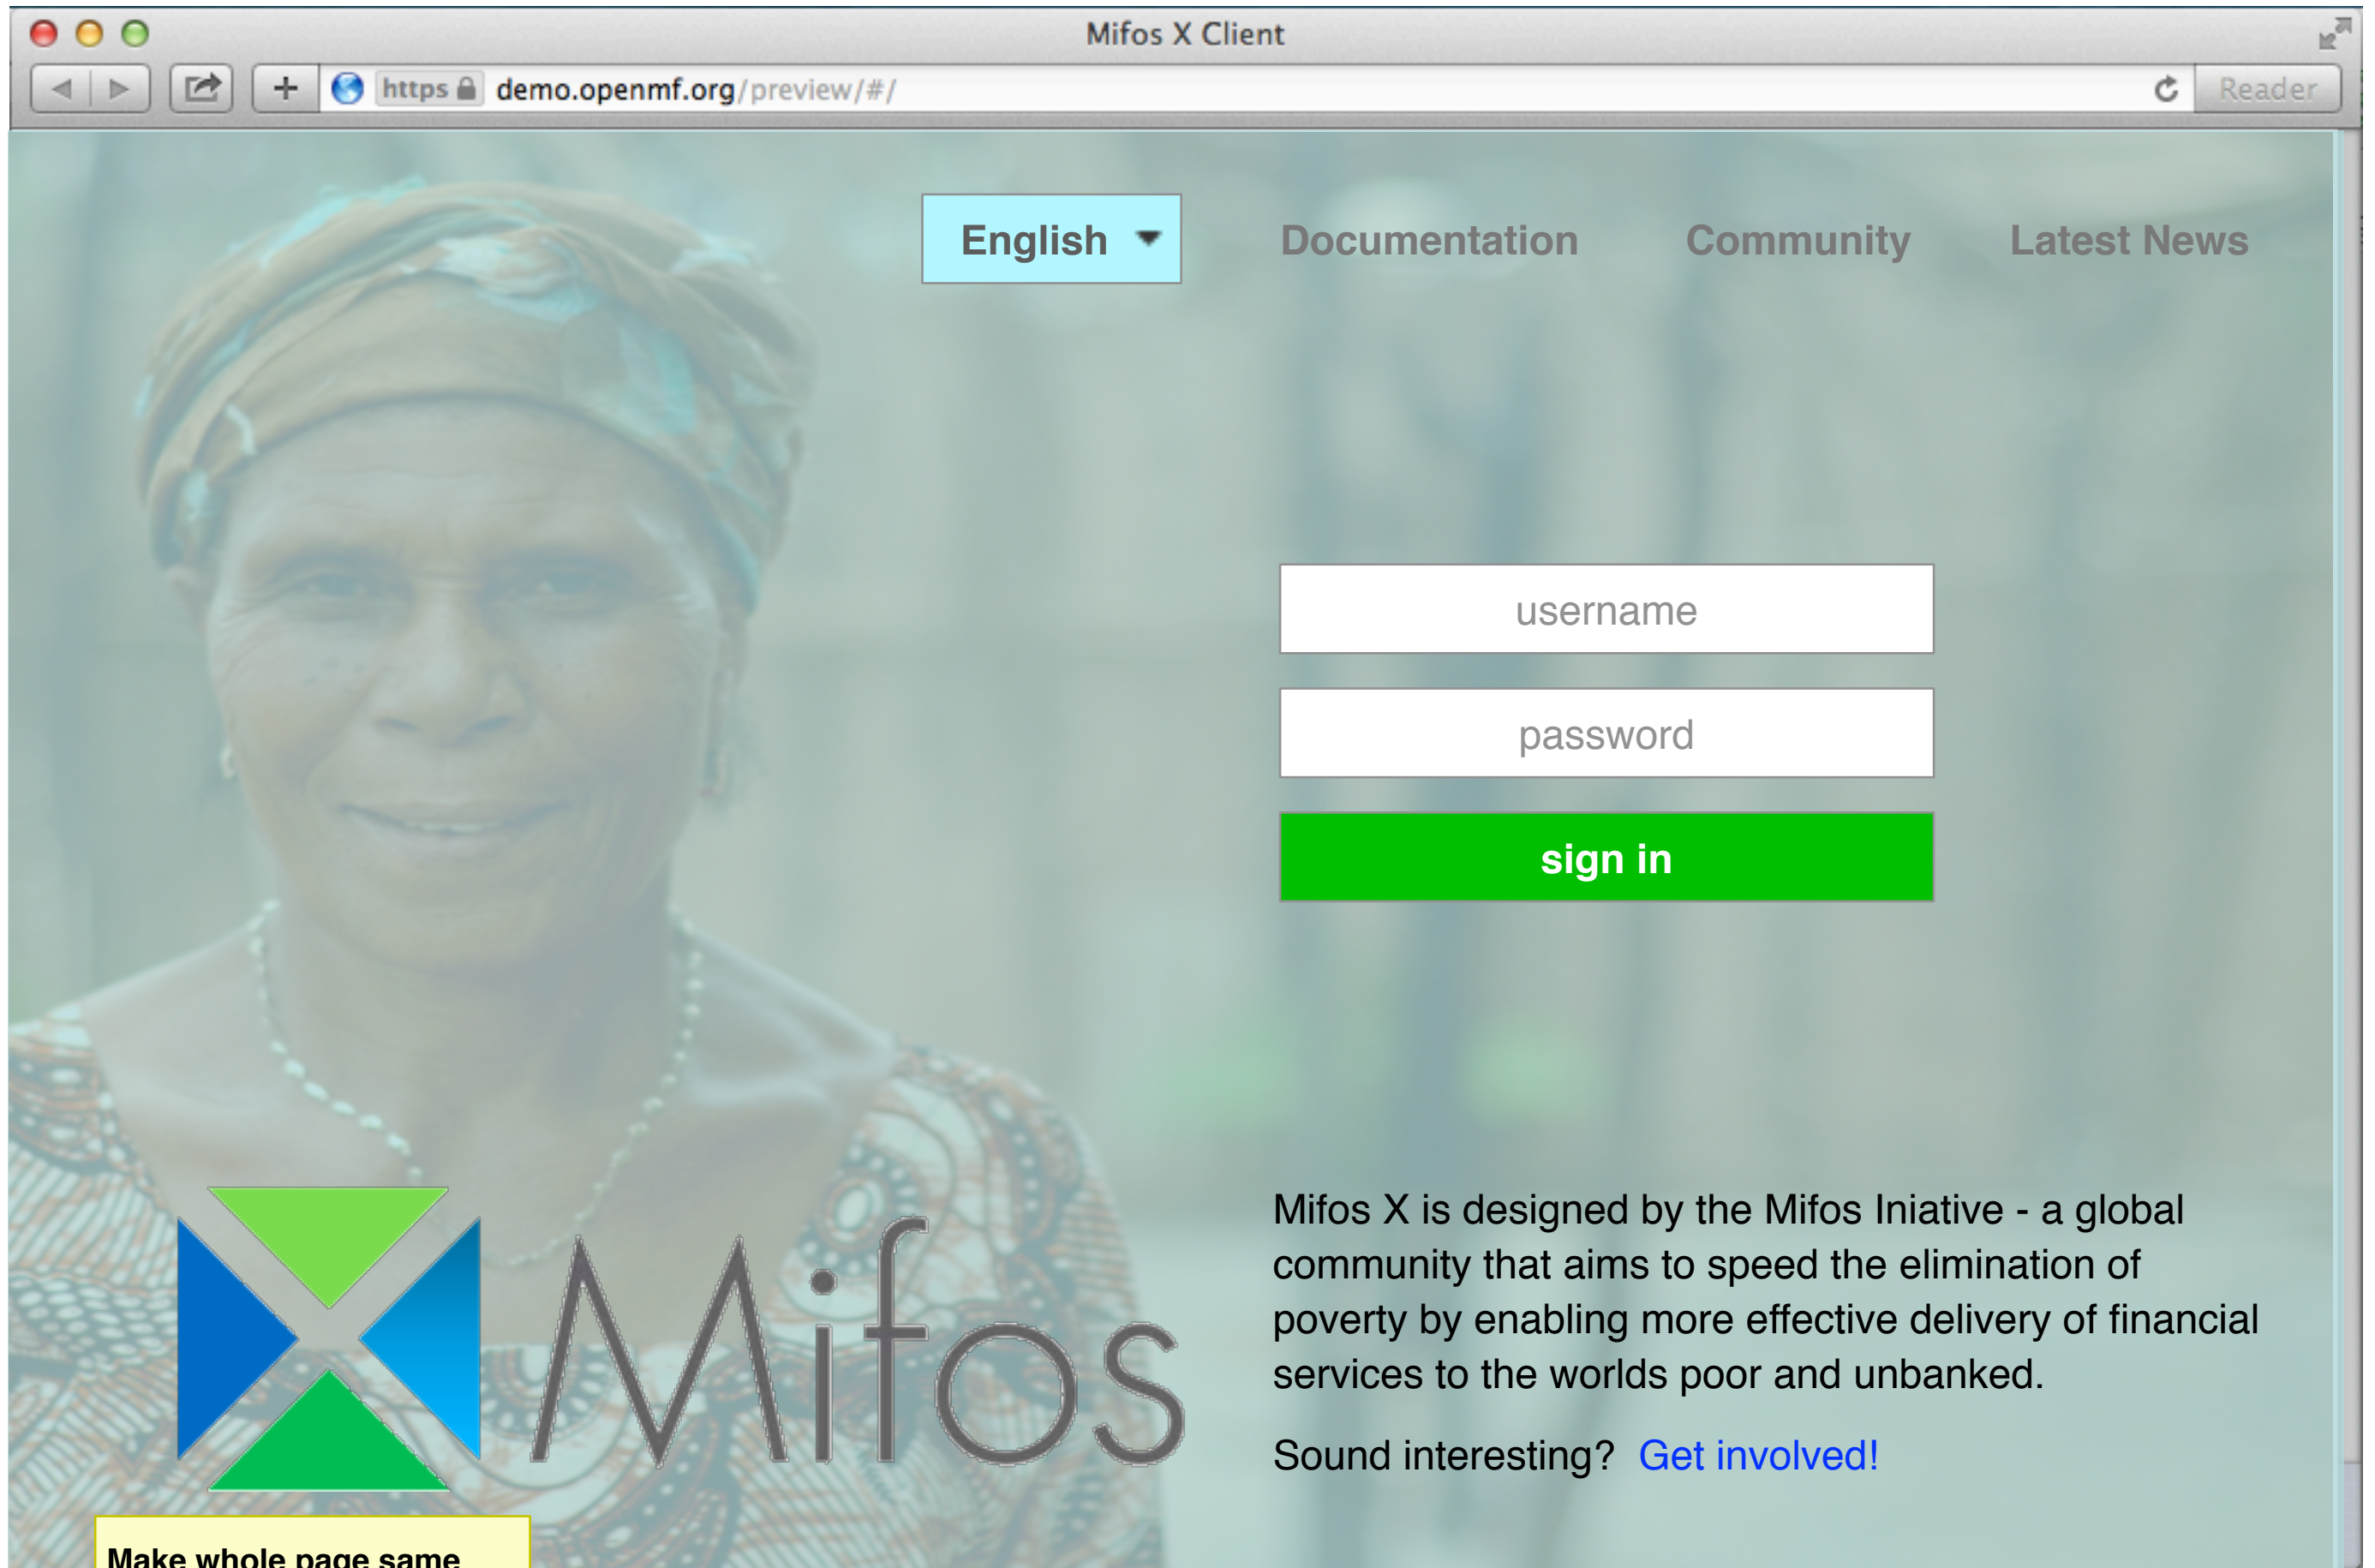 Mifos X Client
https demo.openmf.org/preview/#/ Reader
English Documentation Community Latest News
username
password
sign in
Mifos
Mifos X is designed by the Mifos Iniative - a global
community that aims to speed the elimination of
poverty by enabling more effective delivery of financial
services to the worlds poor and unbanked.
Sound interesting? Get involved!
Make whole page same